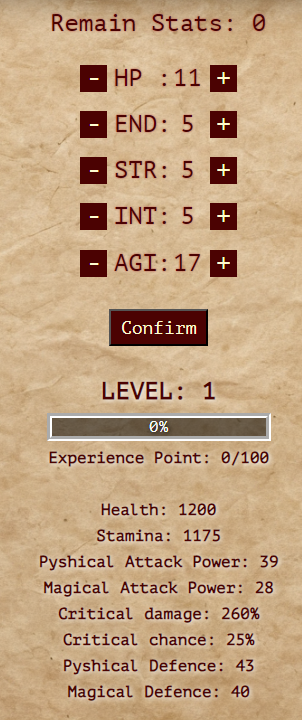 Remain Stats: 0
- HP :11 +
- END: 5 +
- STR: 5 +
- INT: 5 +
- AGI:17 +
Confirm
LEVEL: 1
0%
Experience Point: 0/100
Health: 1200
Stamina: 1175
Pyshical Attack Power: 39
Magical Attack Power: 28
Critical damage: 260%
Critical chance: 25%
Pyshical Defence: 43
Magical Defence: 40